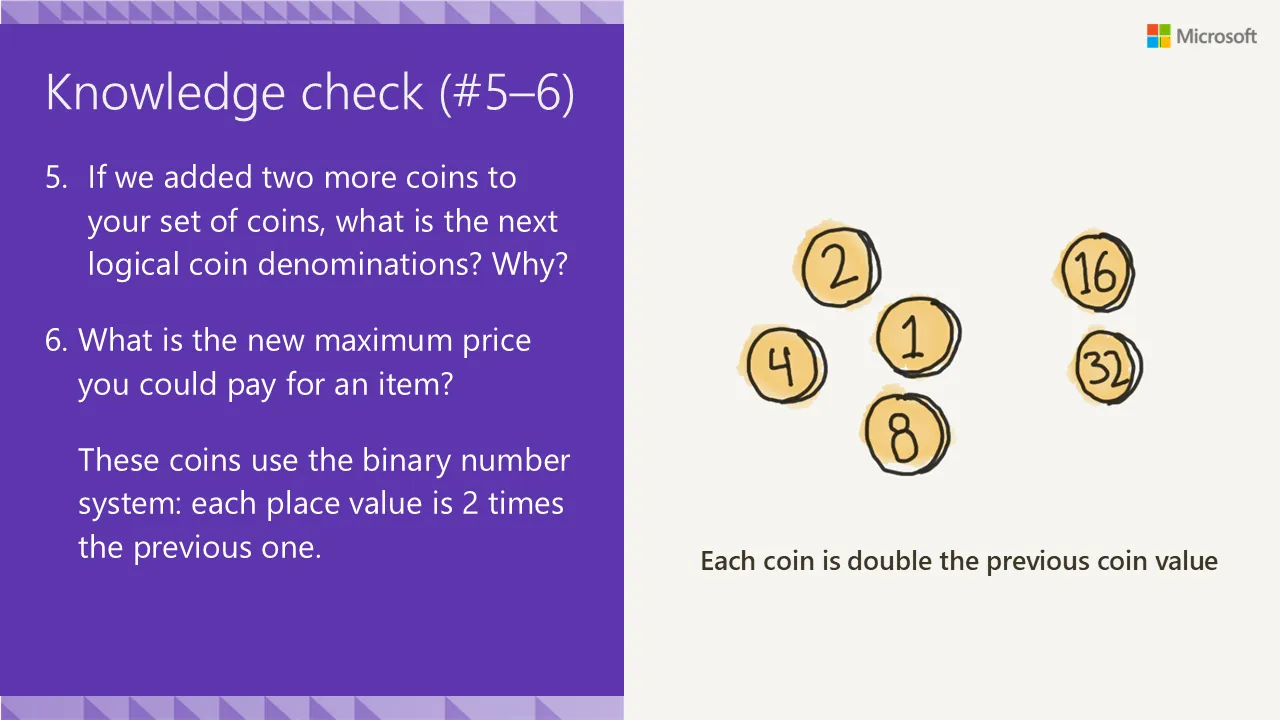 Microsoft
Knowledge check (#5–6)
5. If we added two more coins to
your set of coins, what is the next
logical coin denominations? Why?
6. What is the new maximum price
you could pay for an item?
These coins use the binary number
system: each place value is 2 times
the previous one.
2
16
1
4
32
8
Each coin is double the previous coin value